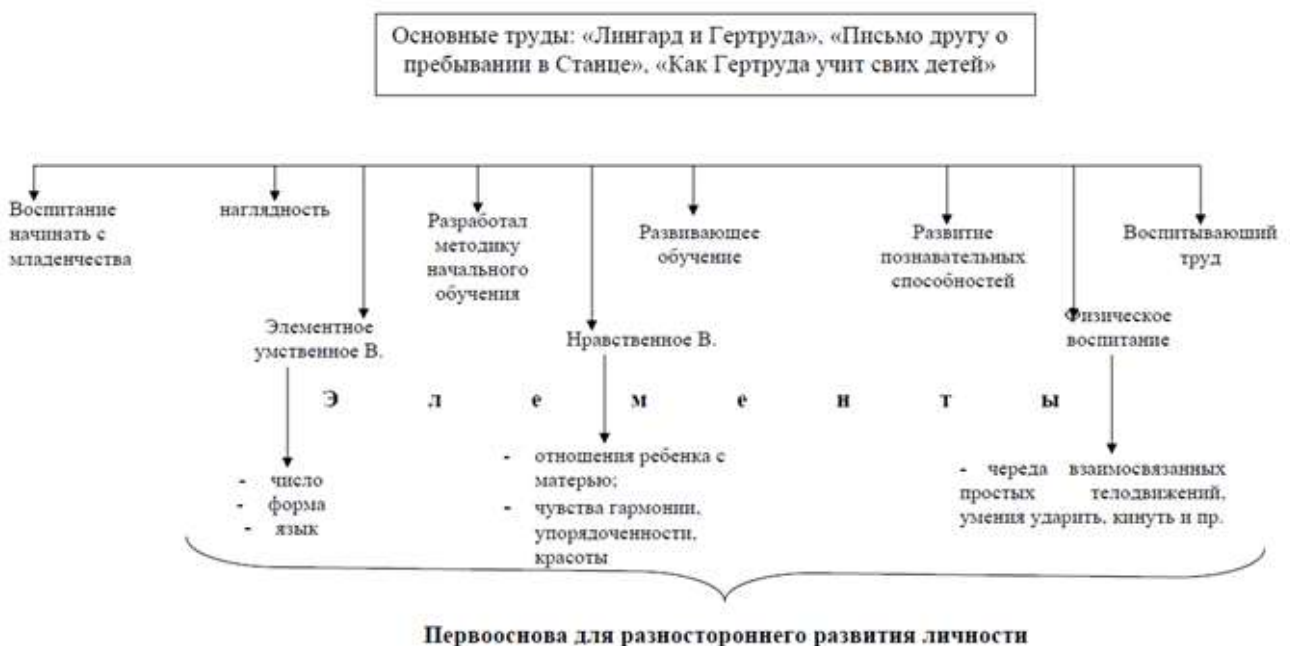 Основные труды: «Лингард и Гертруда», «Письмо другу о
пребывании в Станце», «Как Гертруда учит свих детей»
Воспитание
начинать с
младенчества
наглядность
Разработал
методику
начального
обучения
Развивающее
обучение
Развитие
познавательных
способностей
Воспитывающий
труд
Элементное
умственное В.
Нравственное В.
Физическое
воспитание
Э л е м е н т ы
- число
- форма
- язык
- отношения ребенка с
матерью;
- чувства гармонии,
упорядоченности,
красоты
- череда взаимосвязанных
простых телодвижений,
умения ударить, кинуть и пр.
Первооснова для разностороннего развития личности